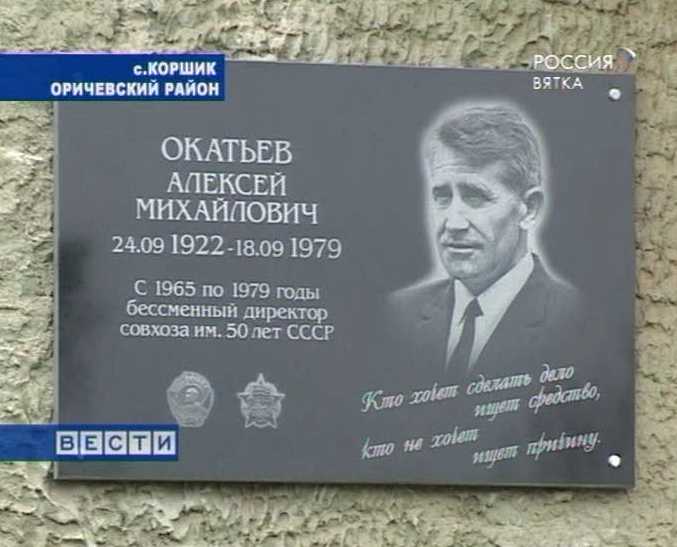 с.КОРШИК
ОРИЧЕВСКИЙ РАЙОН
РОССИЯ
ВЯТКА
ОКАТЬЕВ
АЛЕКСЕЙ
МИХАЙЛОВИЧ
24.09 1922-18.09 1979
С 1965 по 1979 годы
бессменный директор
совхоза им. 50 лет СССР
Кто хочет сделать дело
ищет средство,
кто не хочет
ищет причину.
ВЕСТИ